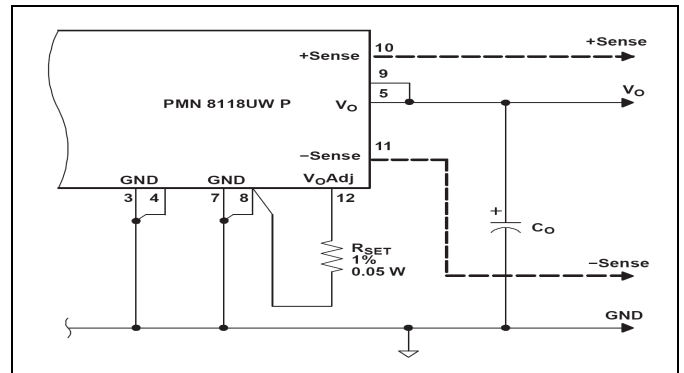 10
+Sense
+Sense
9
5
VO
PMN 8118UW P
VO
11
–Sense
GND
GND
VOAdj
3
4
7
8
12
+
CO
RSET
1%
0.05 W
–Sense
GND